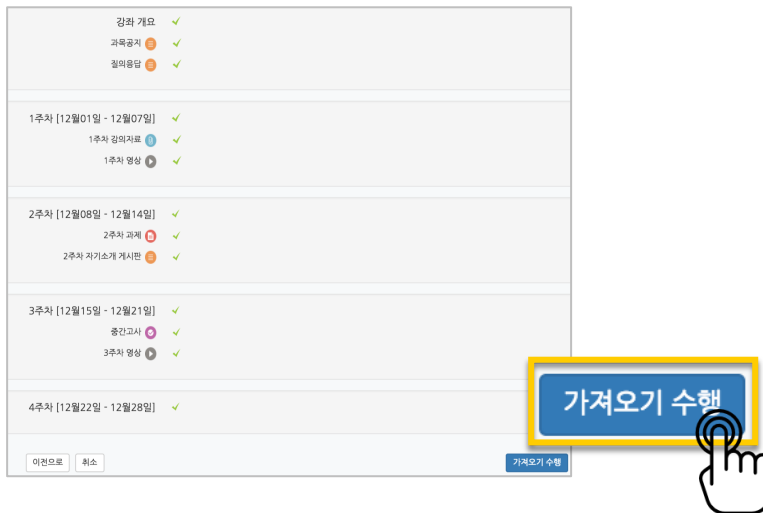 강좌 개요
과목공지
질의응답
1주차 [12월01일 - 12월07일]
1주차 강의자료
1주차 영상
2주차 [12월08일 - 12월14일]
2주차 과제
2주차 자기소개 게시판
3주차 [12월15일 - 12월21일]
중간고사
3주차 영상
4주차 [12월22일 - 12월28일]
가져오기 수행
이전으로 취소 가져오기 수행